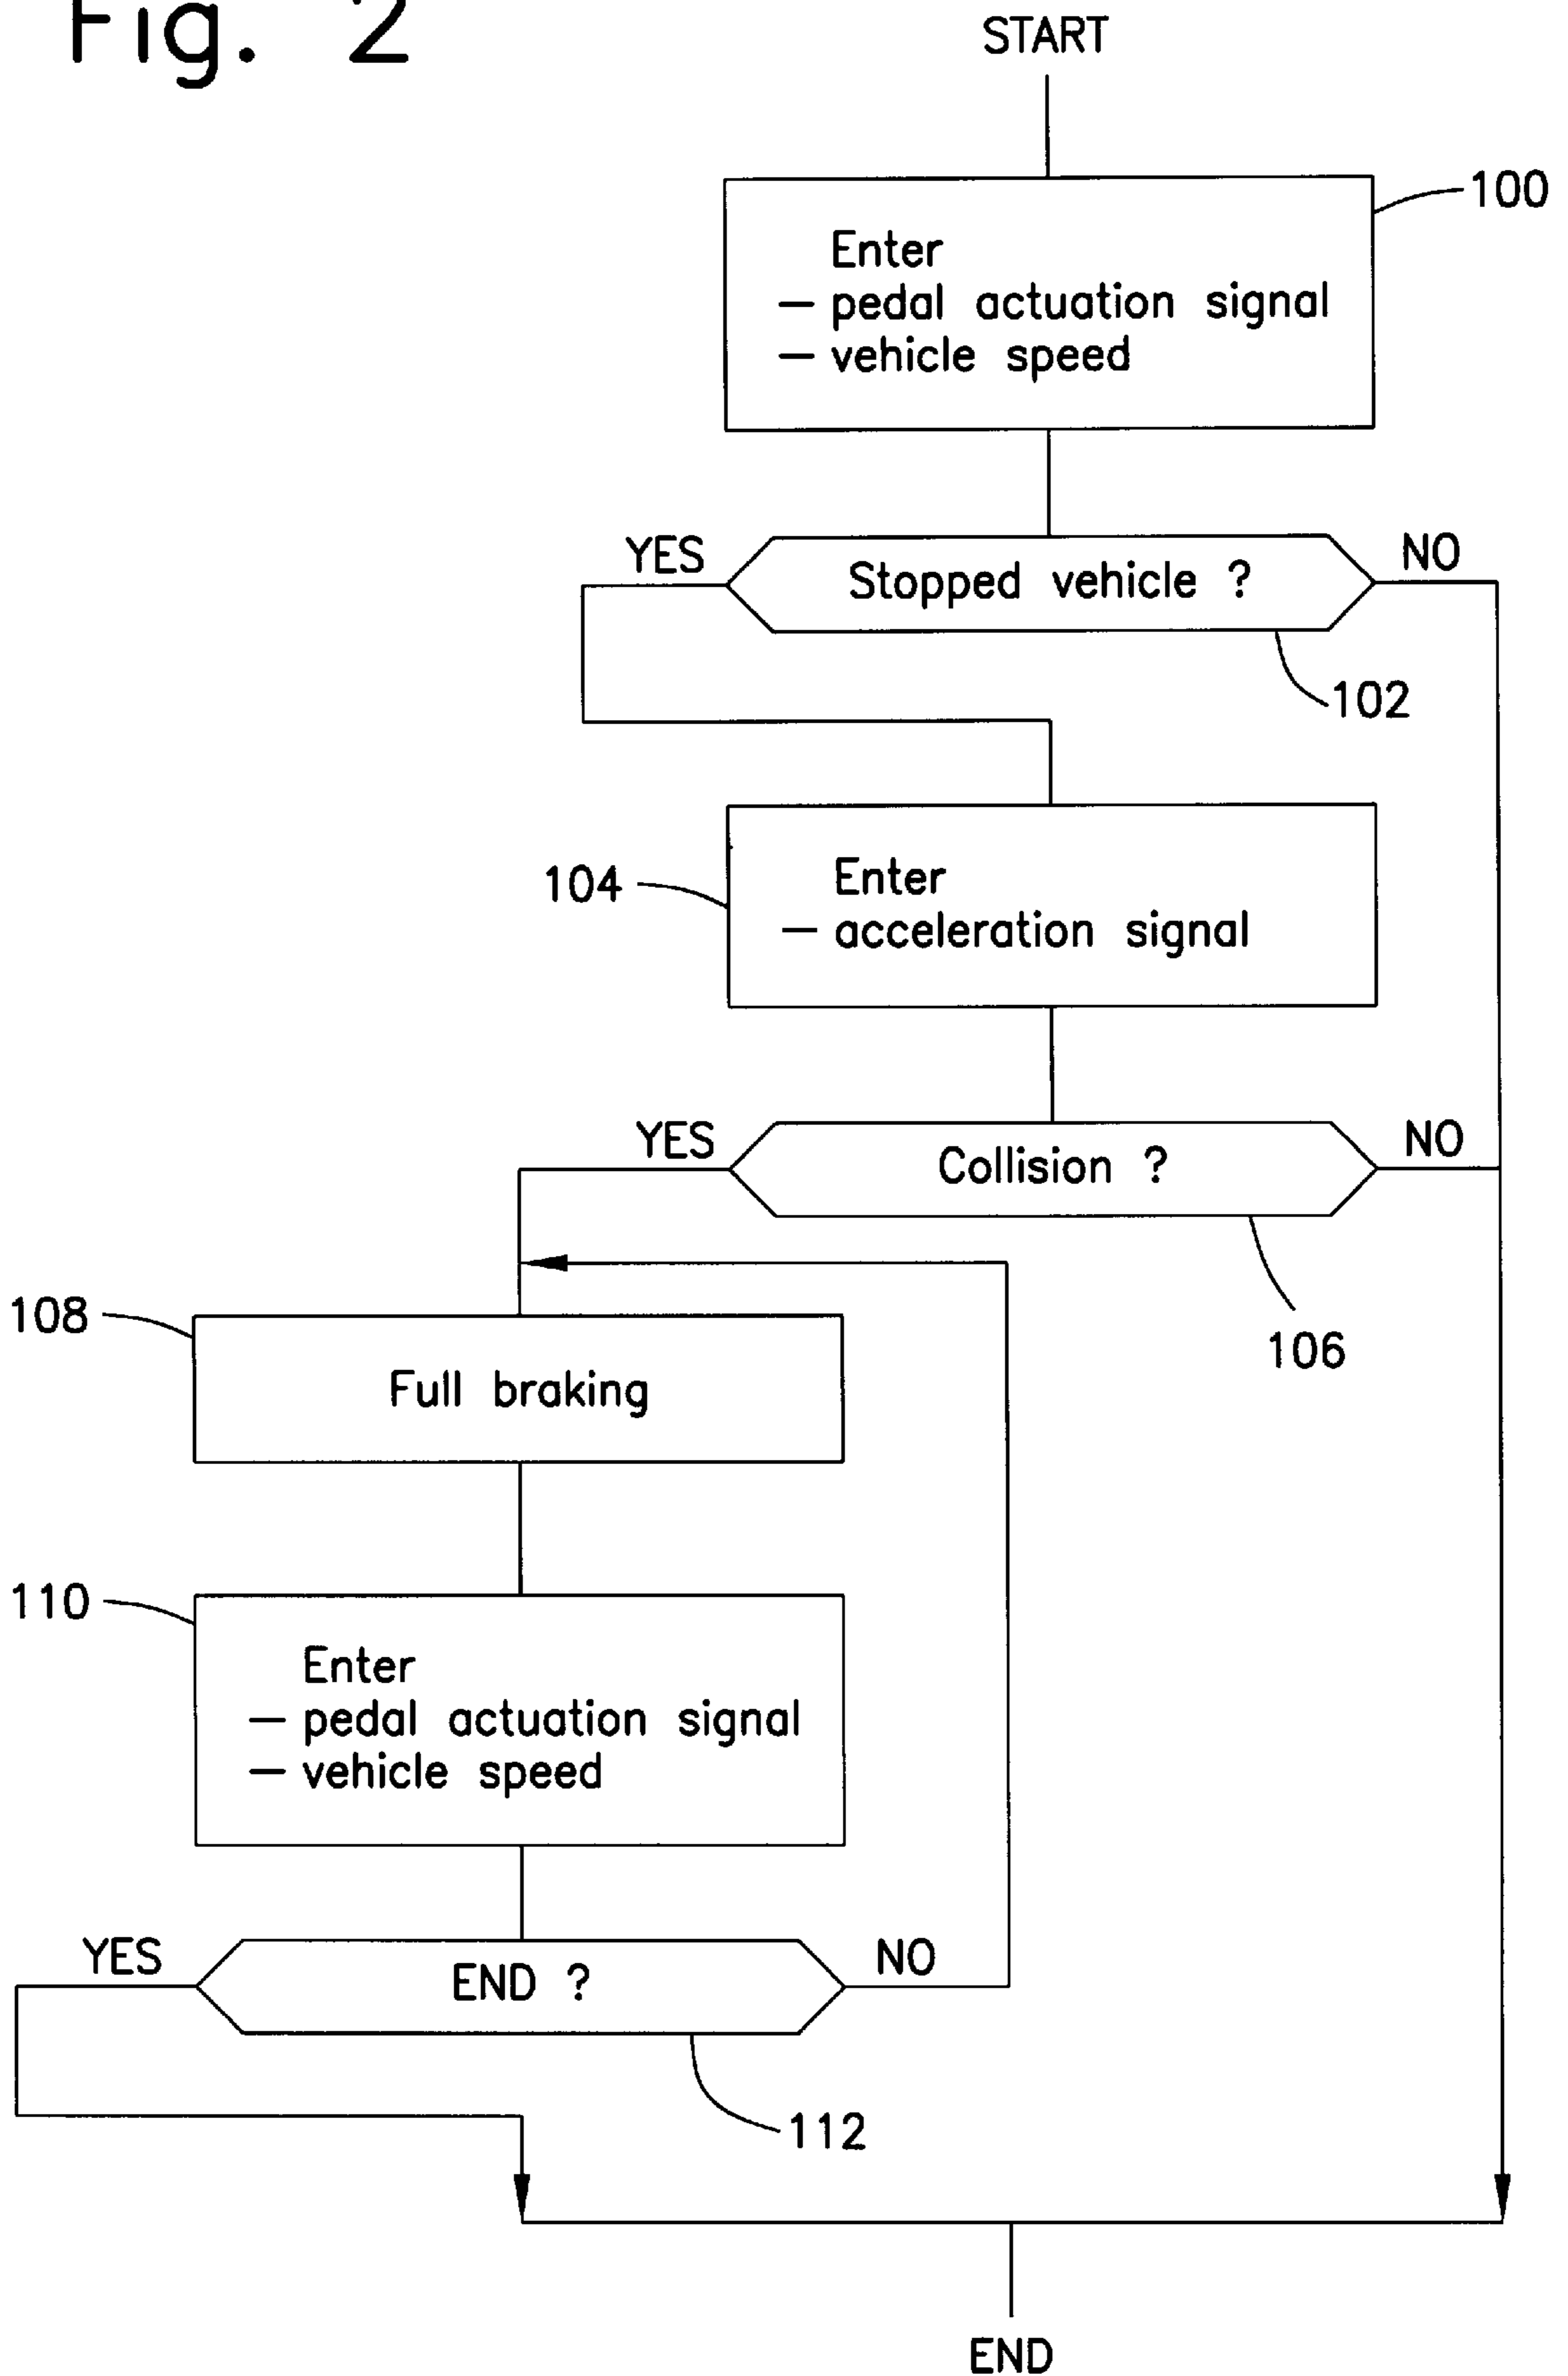 Fig. 2
START
100
Enter
— pedal actuation signal
— vehicle speed
YES
Stopped vehicle ?
NO
102
104
Enter
— acceleration signal
YES
Collision ?
NO
106
108
Full braking
110
Enter
— pedal actuation signal
— vehicle speed
YES
END ?
NO
112
END